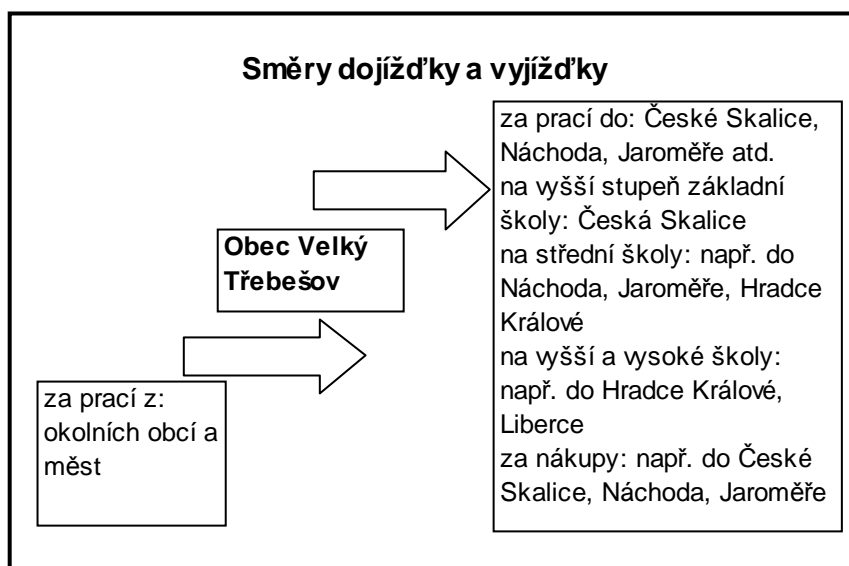 Směry dojížďky a vyjížďky
za prací do: České Skalice,
Náchoda, Jaroměře atd.
na vyšší stupeň základní
školy: Česká Skalice
na střední školy: např. do
Náchoda, Jaroměře, Hradce
Králové
na vyšší a vysoké školy:
např. do Hradce Králové,
Liberce
za nákupy: např. do České
Skalice, Náchoda, Jaroměře
Obec Velký
Třebešov
za prací z:
okolních obcí a
měst